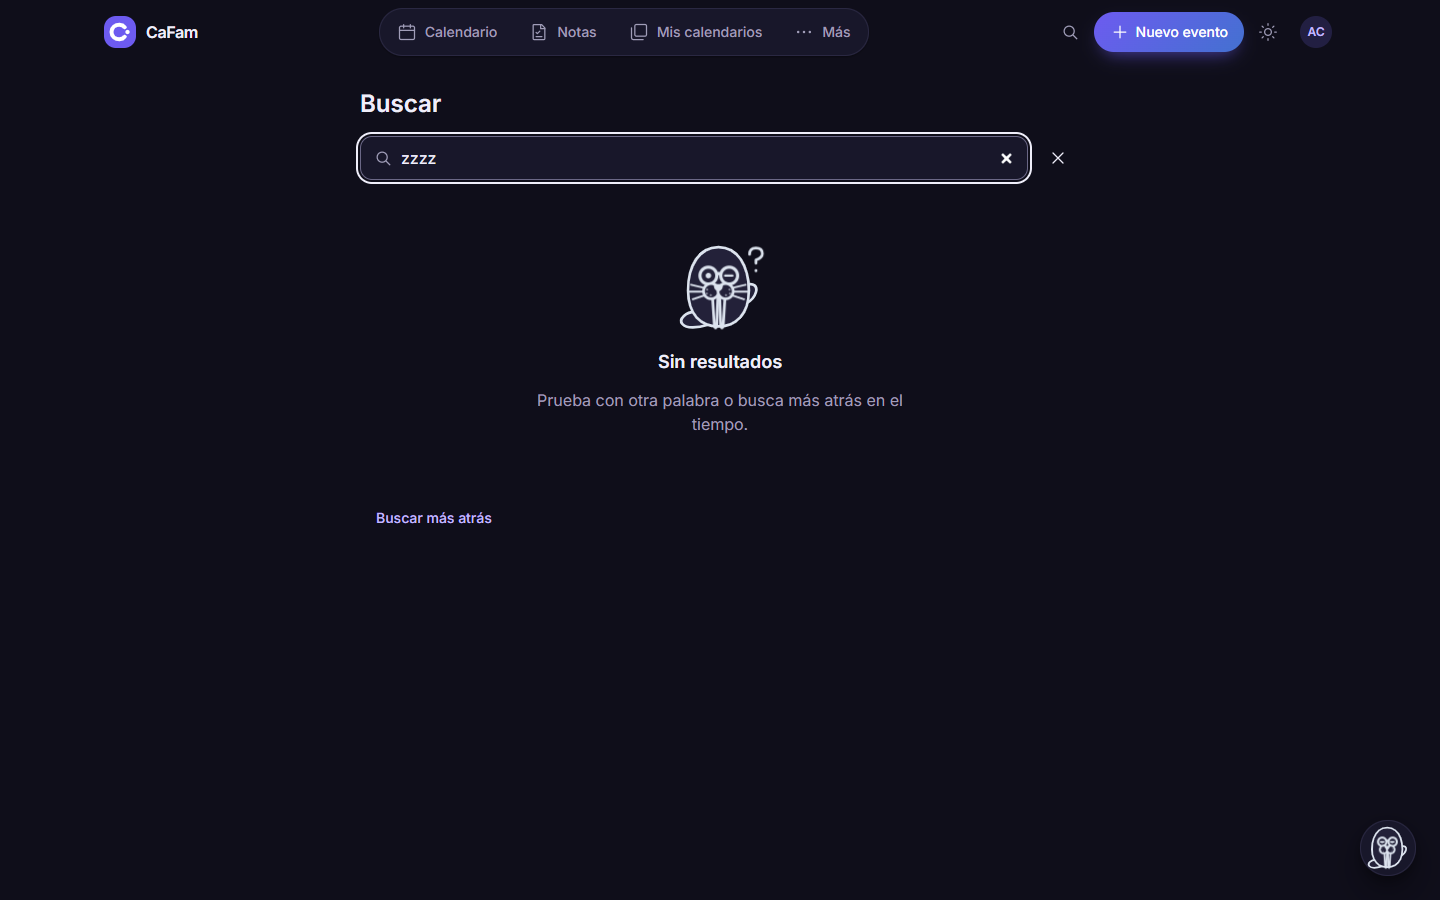 CaFam
Calendario
Notas
Mis calendarios
Más
Nuevo evento
AC
Buscar
zzzz
?
Sin resultados
Prueba con otra palabra o busca más atrás en el
tiempo.
Buscar más atrás